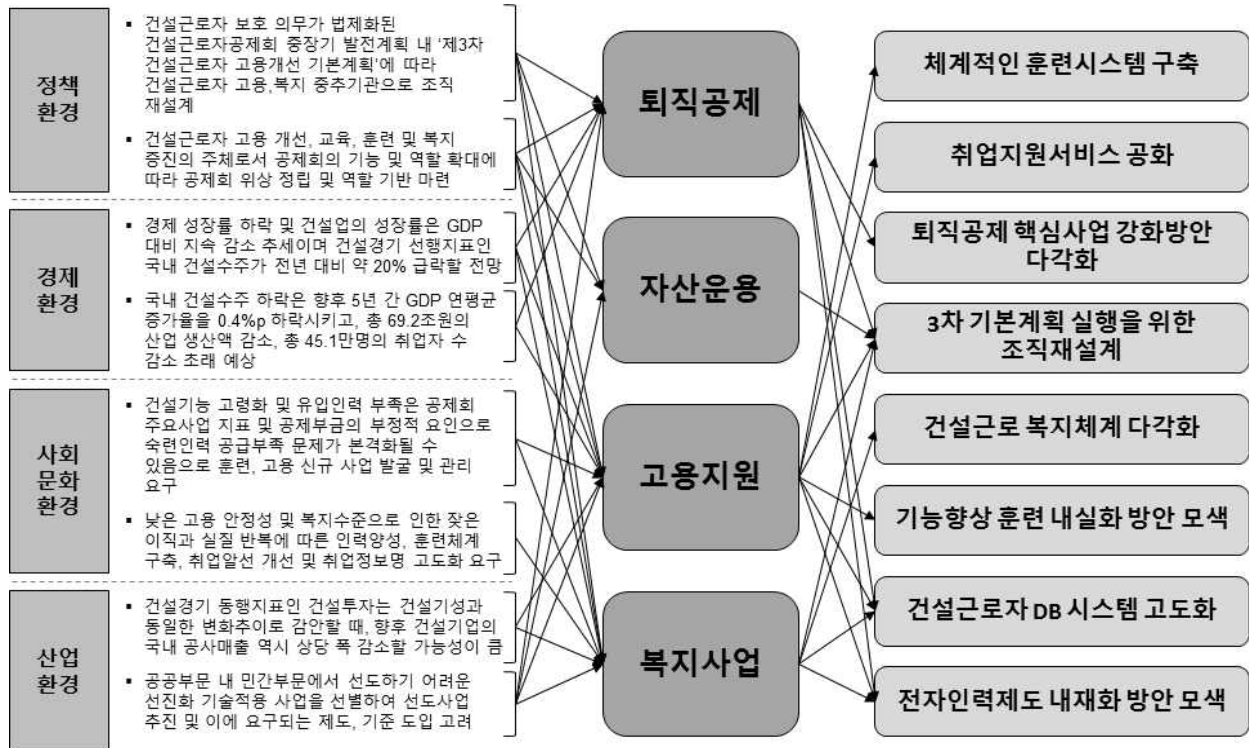 정책
환경
▪ 건설근로자 보호 의무가 법제화된
건설근로자공제회 중장기 발전계획 내 ‘제3차
건설근로자 고용개선 기본계획’에 따라
건설근로자 고용,복지 중추기관으로 조직
재설계
▪ 건설근로자 고용 개선, 교육, 훈련 및 복지
증진의 주체로서 공제회의 기능 및 역할 확대에
따라 공제회 위상 정립 및 역할 기반 마련
경제
환경
▪ 경제 성장률 하락 및 건설업의 성장률은 GDP
대비 지속 감소 추세이며 건설경기 선행지표인
국내 건설수주가 전년 대비 약 20% 급락할 전망
▪ 국내 건설수주 하락은 향후 5년 간 GDP 연평균
증가율을 0.4%p 하락시키고, 총 69.2조원의
산업 생산액 감소, 총 45.1만명의 취업자 수
감소 초래 예상
사회
문화
환경
▪ 건설기능 고령화 및 유입인력 부족은 공제회
주요사업 지표 및 공제부금의 부정적 요인으로
숙련인력 공급부족 문제가 본격화될 수
있음으로 훈련, 고용 신규 사업 발굴 및 관리
요구
▪ 낮은 고용 안정성 및 복지수준으로 인한 잦은
이직과 실질 반복에 따른 인력양성, 훈련체계
구축, 취업알선 개선 및 취업정보명 고도화 요구
산업
환경
▪ 건설경기 동행지표인 건설투자는 건설기성과
동일한 변화추이로 감안할 때, 향후 건설기업의
국내 공사매출 역시 상당 폭 감소할 가능성이 큼
▪ 공공부문 내 민간부문에서 선도하기 어려운
선진화 기술적용 사업을 선별하여 선도사업
추진 및 이에 요구되는 제도, 기준 도입 고려
퇴직공제
자산운용
고용지원
복지사업
체계적인 훈련시스템 구축
취업지원서비스 공화
퇴직공제 핵심사업 강화방안
다각화
3차 기본계획 실행을 위한
조직재설계
건설근로 복지체계 다각화
기능향상 훈련 내실화 방안 모색
건설근로자 DB 시스템 고도화
전자인력제도 내재화 방안 모색